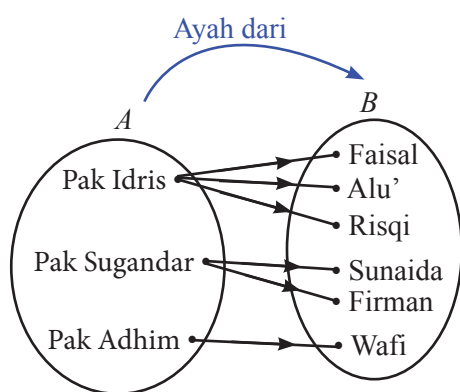 Ayah dari
A
B
Pak Idris
Pak Sugandar
Pak Adhim
Faisal
Alu’
Risqi
Sunaida
Firman
Wafi